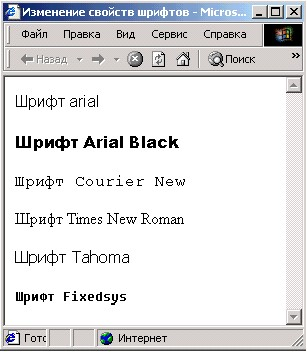 Изменение свойств шрифтов - Micros...
Файл Правка Вид Сервис Справка
Назад Поиск »
Шрифт arial
Шрифт Arial Black
Шрифт Courier New
Шрифт Times New Roman
Шрифт Tahoma
Шрифт Fixedsys
Гото Интернет